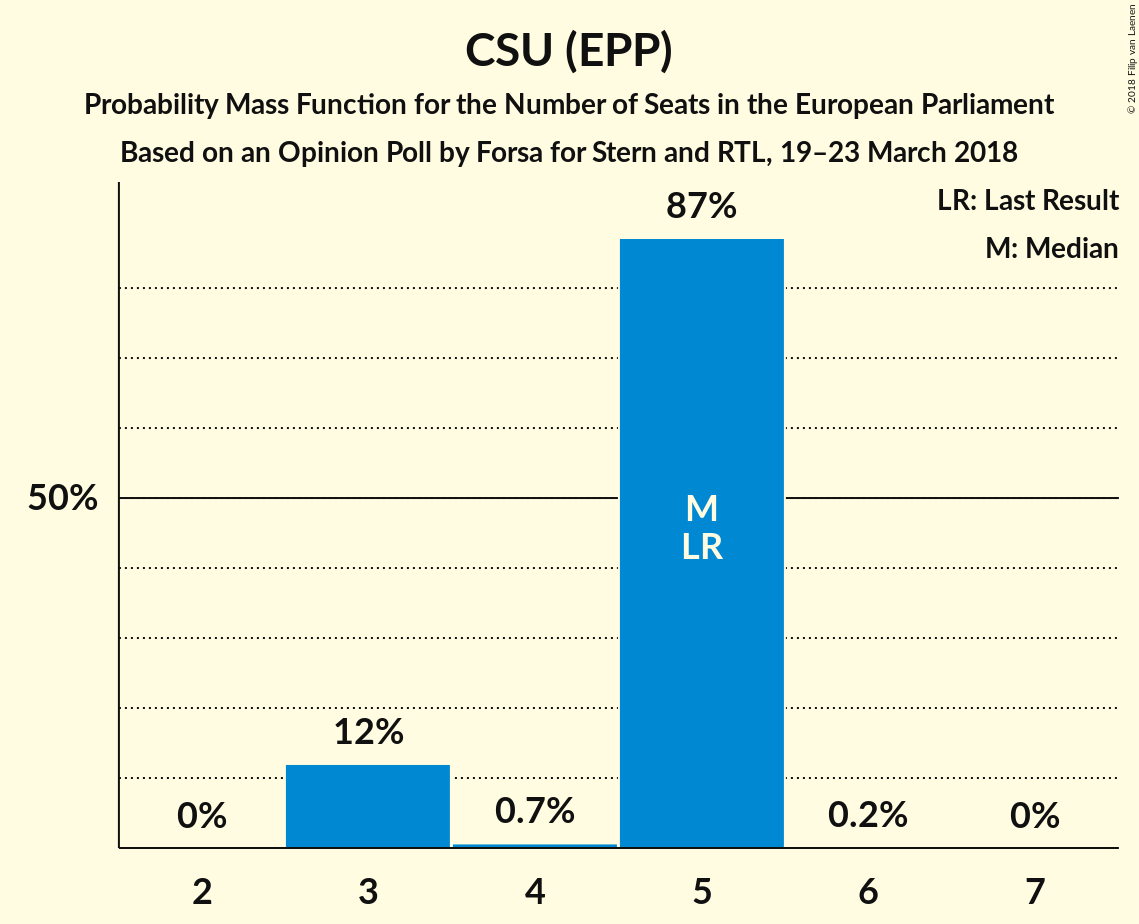 CSU (EPP)
Probability Mass Function for the Number of Seats in the European Parliament
Based on an Opinion Poll by Forsa for Stern and RTL, 19–23 March 2018
© 2018 Filip van Laenen
LR: Last Result
M: Median
87%
50%
M
LR
12%
0%
0.7%
0.2%
0%
2 3 4 5 6 7